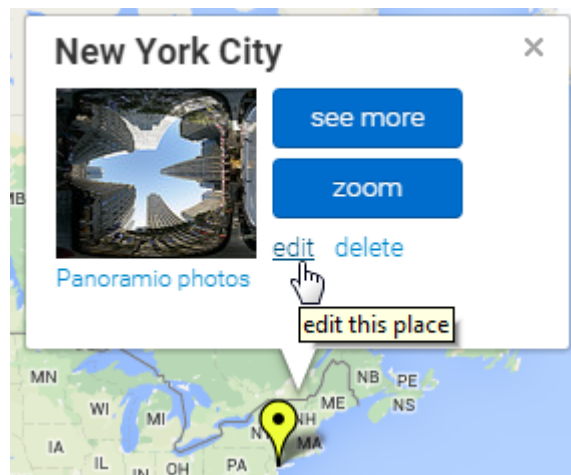 New York City
×
see more
zoom
edit delete
Panoramio photos
edit this place
MN
NB PE
WI MI
ME NS
NH
MA
IA
IL IN OH PA